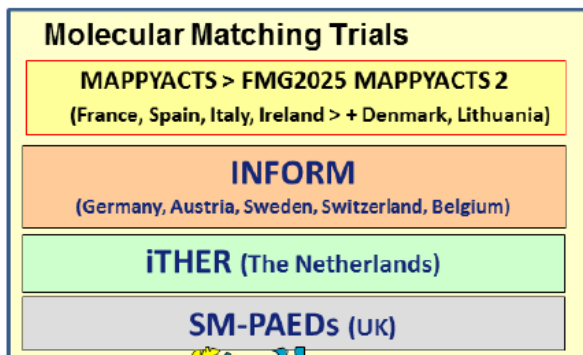 Molecular Matching Trials
MAPPYACTS > FMG2025 MAPPYACTS 2
(France, Spain, Italy, Ireland > + Denmark, Lithuania)
INFORM
(Germany, Austria, Sweden, Switzerland, Belgium)
iTHER (The Netherlands)
SM-PAEDs (UK)